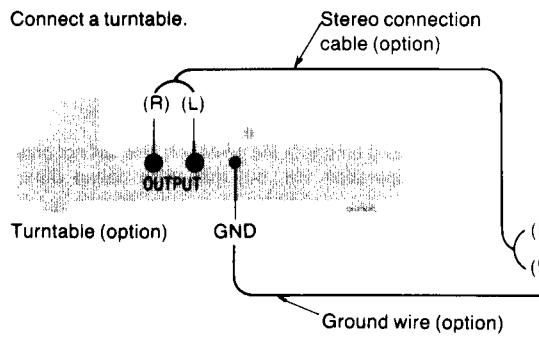 Connect a turntable.
Stereo connection
cable (option)
(R) (L)
OUTPUT
Turntable (option)
GND
Ground wire (option)